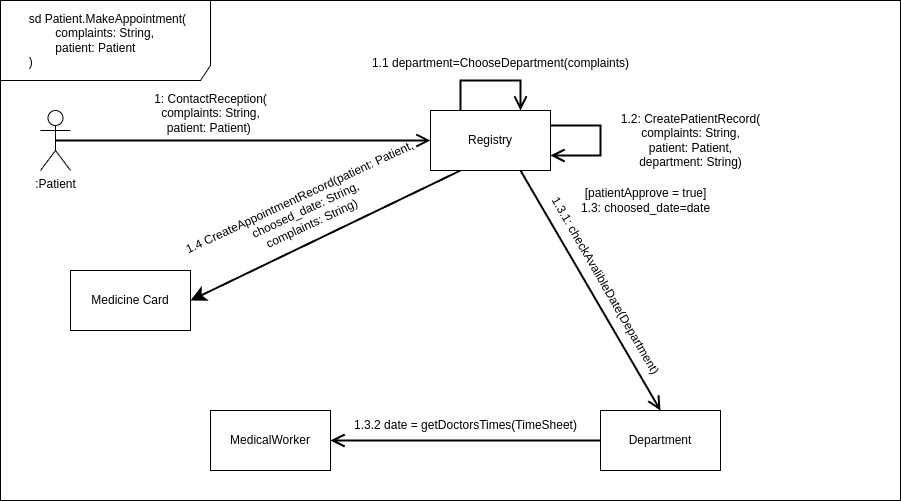 sd Patient.MakeAppointment(
complaints: String,
patient: Patient
)
1.1 department=ChooseDepartment(complaints)
1: ContactReception(
complaints: String,
patient: Patient)
Registry
1.2: CreatePatientRecord(
complaints: String,
patient: Patient,
department: String)
:Patient
[patientApprove = true]
1.3: choosed_date=date
1.4 CreateAppointmentRecord(patient: Patient,
choosed_date: String,
complaints: String)
1.3.1: checkAvalibleDate(Department)
Medicine Card
MedicalWorker
1.3.2 date = getDoctorsTimes(TimeSheet)
Department